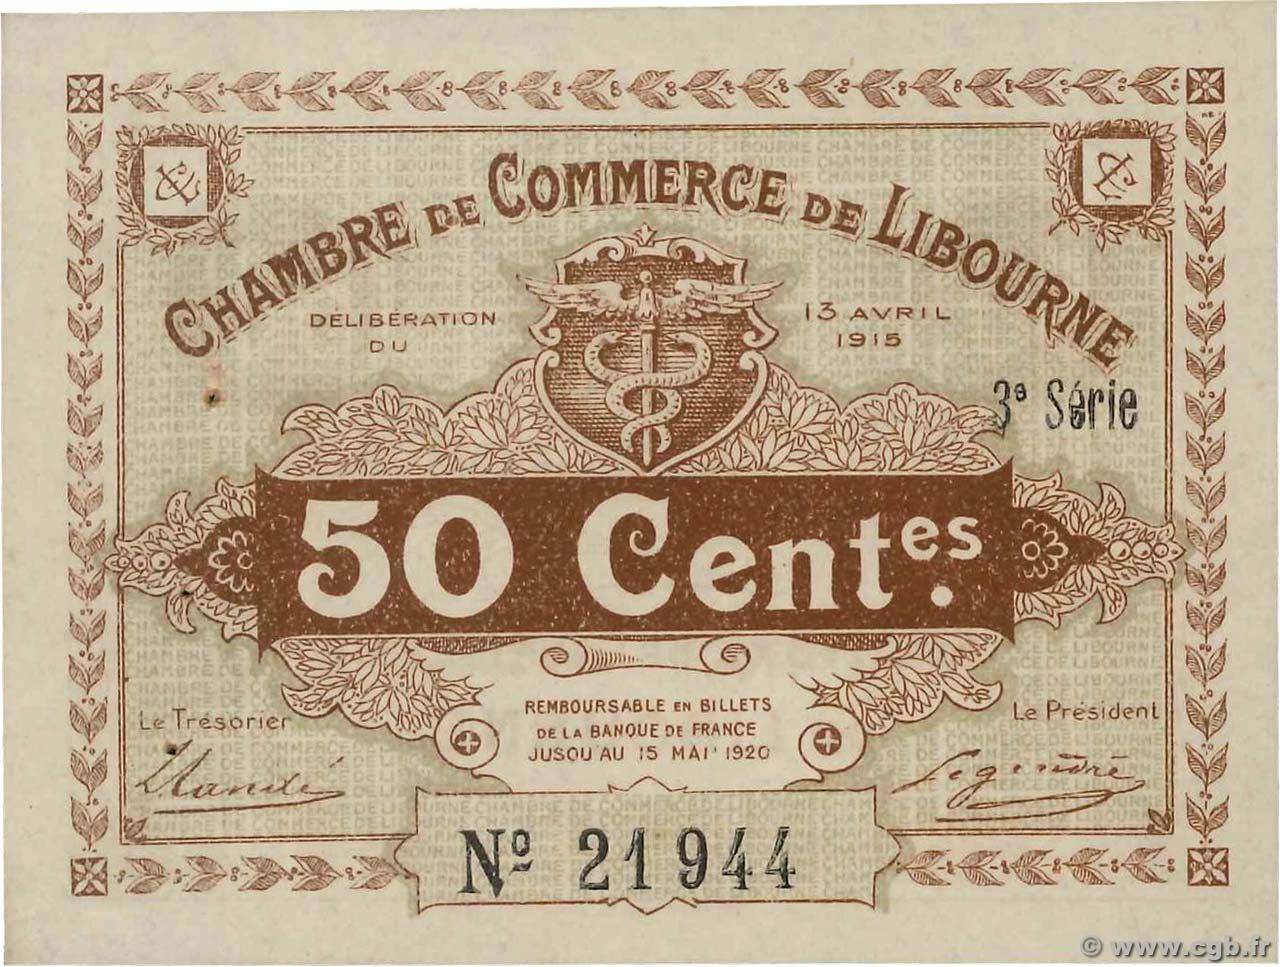 CHAMBRE DE COMMERCE DE LIBOURNE
DÉLIBÉRATION
DU
13 AVRIL
1915
3e Série
50 Centes.
REMBOURSABLE EN BILLETS
DE LA BANQUE DE FRANCE
JUSQU'AU 15 MAI 1920
Le Trésorier
Le Président
Legendre
No 21944
© www.cgb.fr